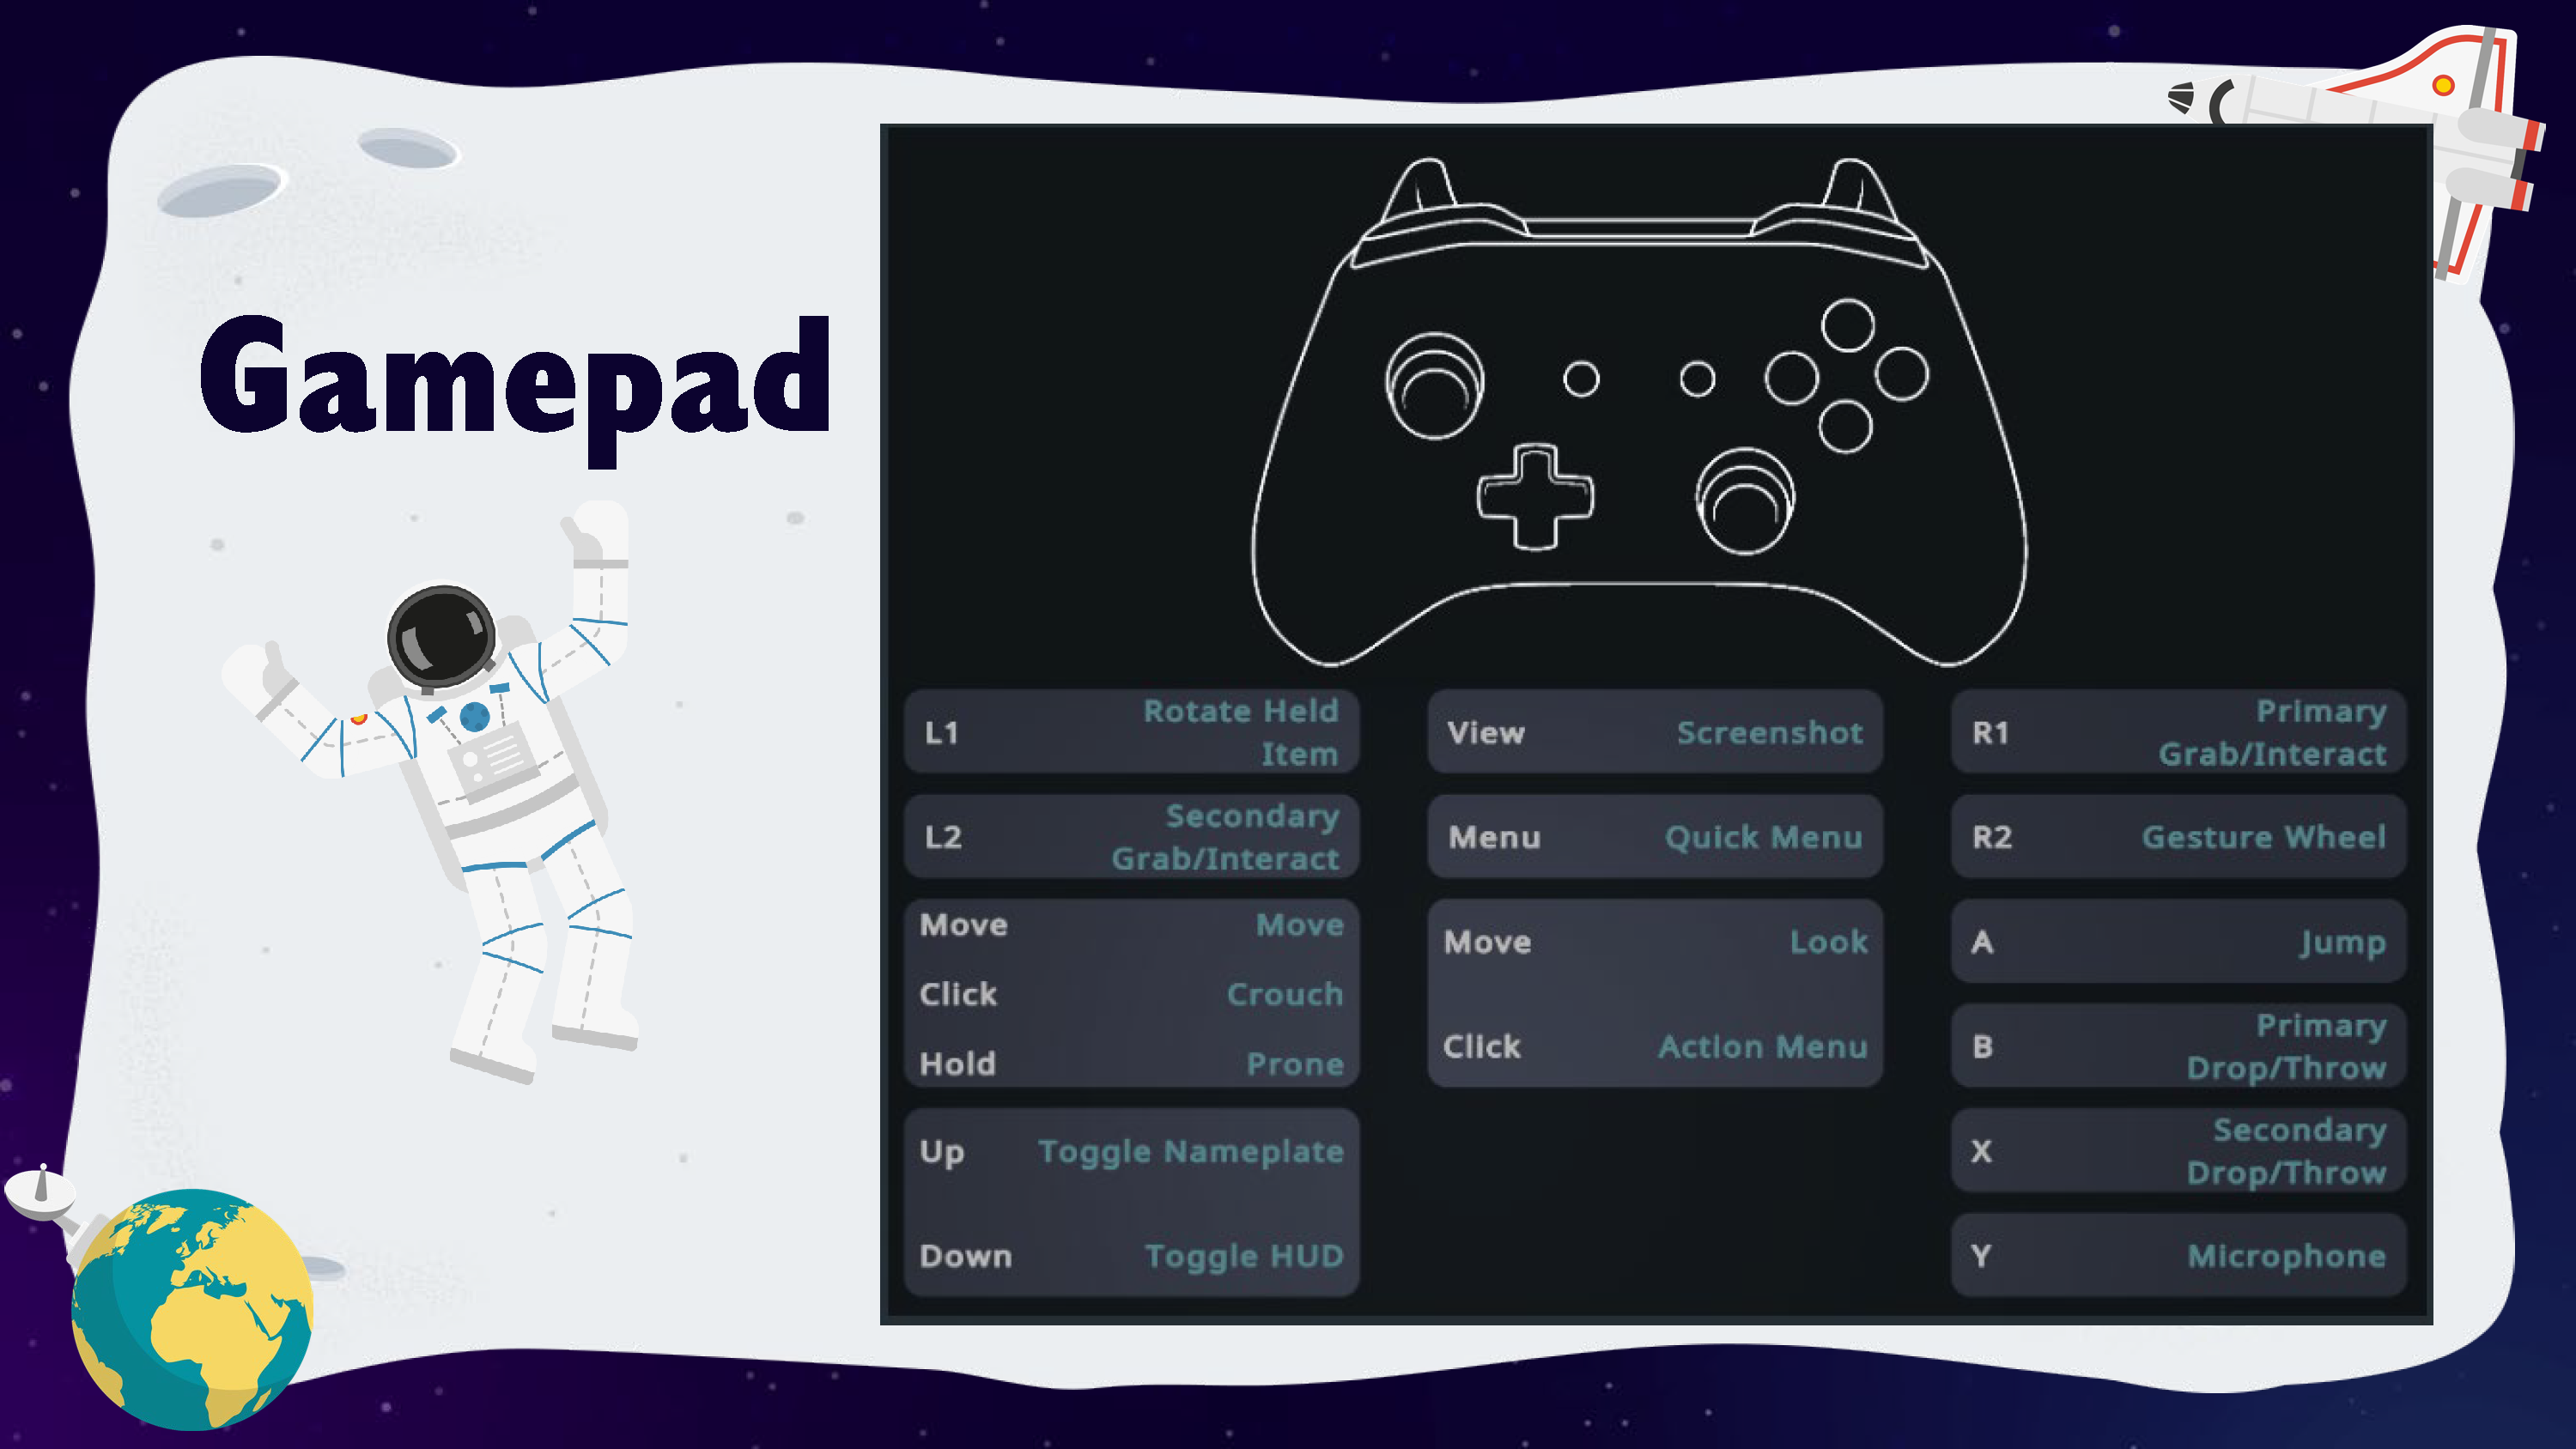 Gamepad
L1
Rotate Held
Item
L2
Secondary
Grab/Interact
Move Move
Click Crouch
Hold Prone
Up Toggle Nameplate
Down Toggle HUD
View Screenshot
Menu Quick Menu
Move Look
Click Action Menu
R1
Primary
Grab/Interact
R2 Gesture Wheel
A Jump
B
Primary
Drop/Throw
X
Secondary
Drop/Throw
Y Microphone